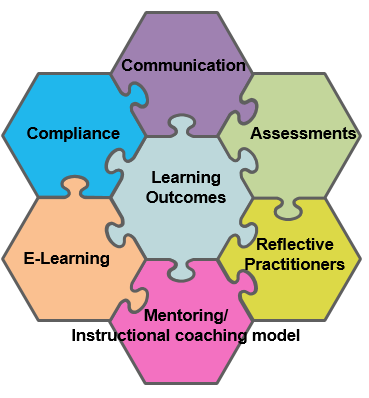 Communication
Compliance
Assessments
Learning
Outcomes
E-Learning
Reflective
Practitioners
Mentoring/
Instructional coaching model